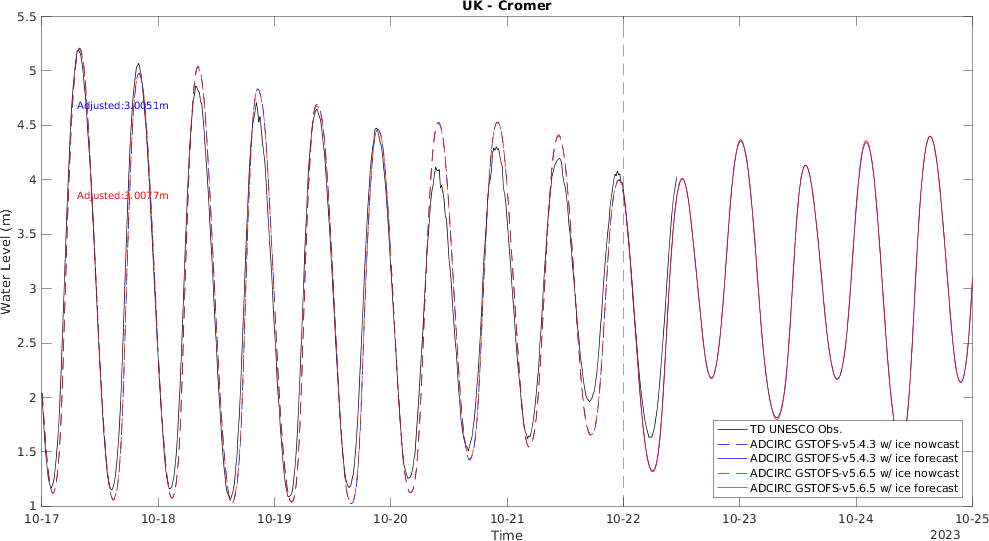 UK - Cromer
5.5
5
4.5
4
3.5
3
2.5
2
1.5
1
Water Level (m)
Adjusted:3.0051m
Adjusted:3.0077m
TD UNESCO Obs.
ADCIRC GSTOFS-v5.4.3 w/ ice nowcast
ADCIRC GSTOFS-v5.4.3 w/ ice forecast
ADCIRC GSTOFS-v5.6.5 w/ ice nowcast
ADCIRC GSTOFS-v5.6.5 w/ ice forecast
10-17 10-18 10-19 10-20 10-21 10-22 10-23 10-24 10-25
Time
2023